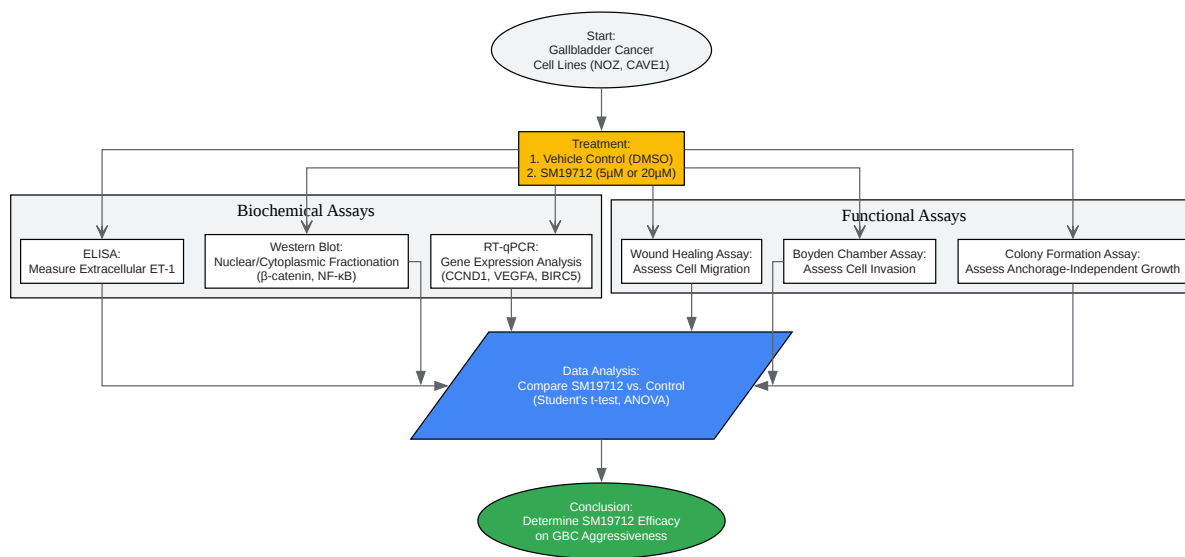 Start:
Gallbladder Cancer
Cell Lines (NOZ, CAVE1)
Treatment:
1. Vehicle Control (DMSO)
2. SM19712 (5µM or 20µM)
Biochemical Assays
ELISA:
Measure Extracellular ET-1
Western Blot:
Nuclear/Cytoplasmic Fractionation
(β-catenin, NF-κB)
RT-qPCR:
Gene Expression Analysis
(CCND1, VEGFA, BIRC5)
Functional Assays
Wound Healing Assay:
Assess Cell Migration
Boyden Chamber Assay:
Assess Cell Invasion
Colony Formation Assay:
Assess Anchorage-Independent Growth
Data Analysis:
Compare SM19712 vs. Control
(Student's t-test, ANOVA)
Conclusion:
Determine SM19712 Efficacy
on GBC Aggressiveness